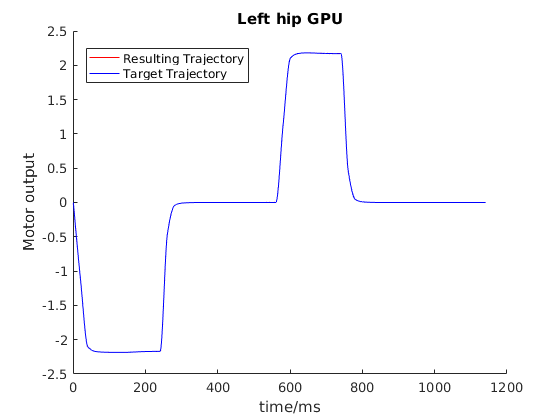 Left hip GPU
2.5
2
1.5
1
0.5
0
-0.5
-1
-1.5
-2
-2.5
Motor output
Resulting Trajectory
Target Trajectory
0 200 400 600 800 1000 1200
time/ms